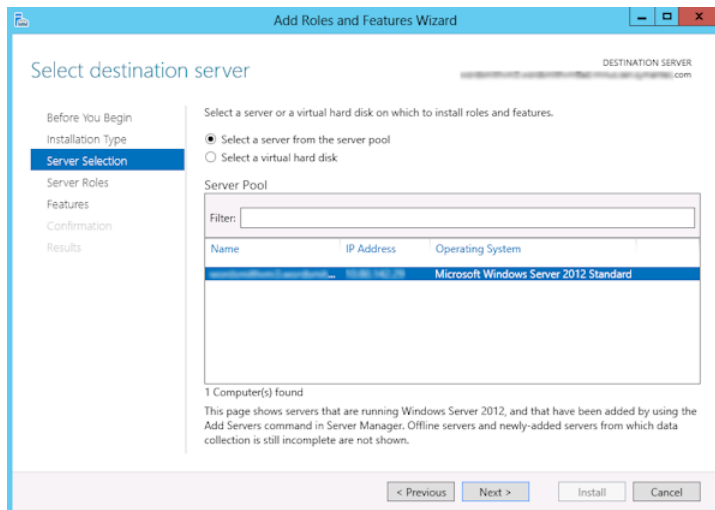 Add Roles and Features Wizard
Select destination server
DESTINATION SERVER
.com
Before You Begin
Installation Type
Server Selection
Server Roles
Features
Confirmation
Results
Select a server or a virtual hard disk on which to install roles and features.
Select a server from the server pool
Select a virtual hard disk
Server Pool
Filter:
Name IP Address Operating System
Microsoft Windows Server 2012 Standard
1 Computer(s) found
This page shows servers that are running Windows Server 2012, and that have been added by using the
Add Servers command in Server Manager. Offline servers and newly-added servers from which data
collection is still incomplete are not shown.
< Previous Next > Install Cancel